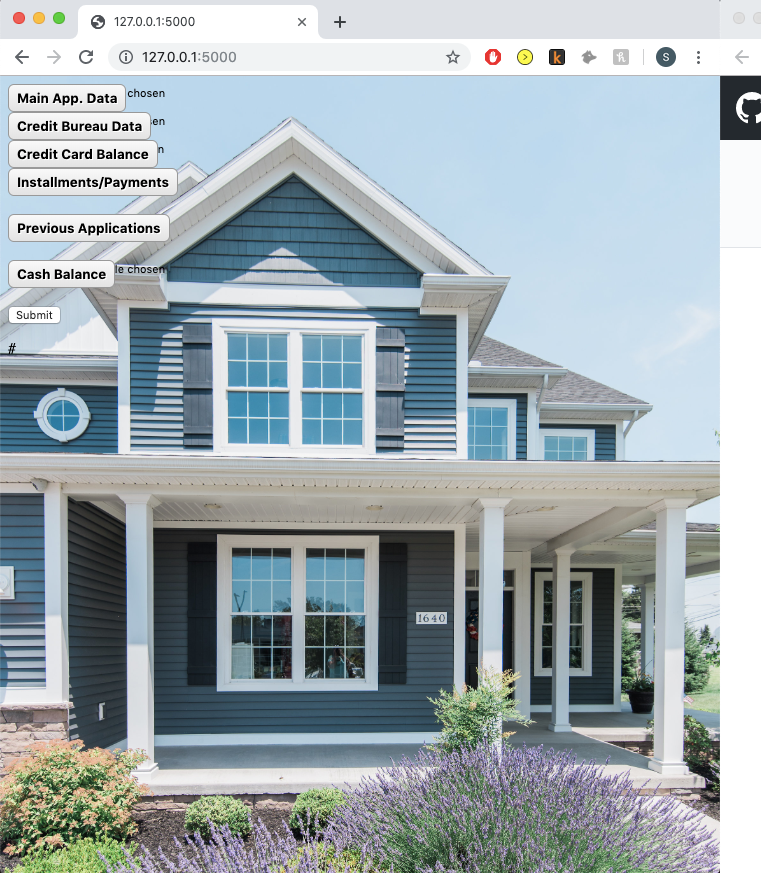 127.0.0.1:5000
127.0.0.1:5000
S
Main App. Data chosen
Credit Bureau Data sen
Credit Card Balance n
Installments/Payments
Previous Applications
Cash Balance le chosen
Submit
#
1640